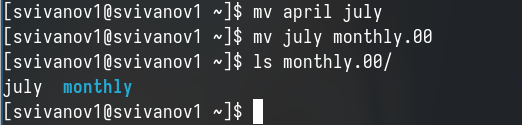 [svivanov1@svivanov1 ~]$ mv april july
[svivanov1@svivanov1 ~]$ mv july monthly.00
[svivanov1@svivanov1 ~]$ ls monthly.00/
july  monthly
[svivanov1@svivanov1 ~]$